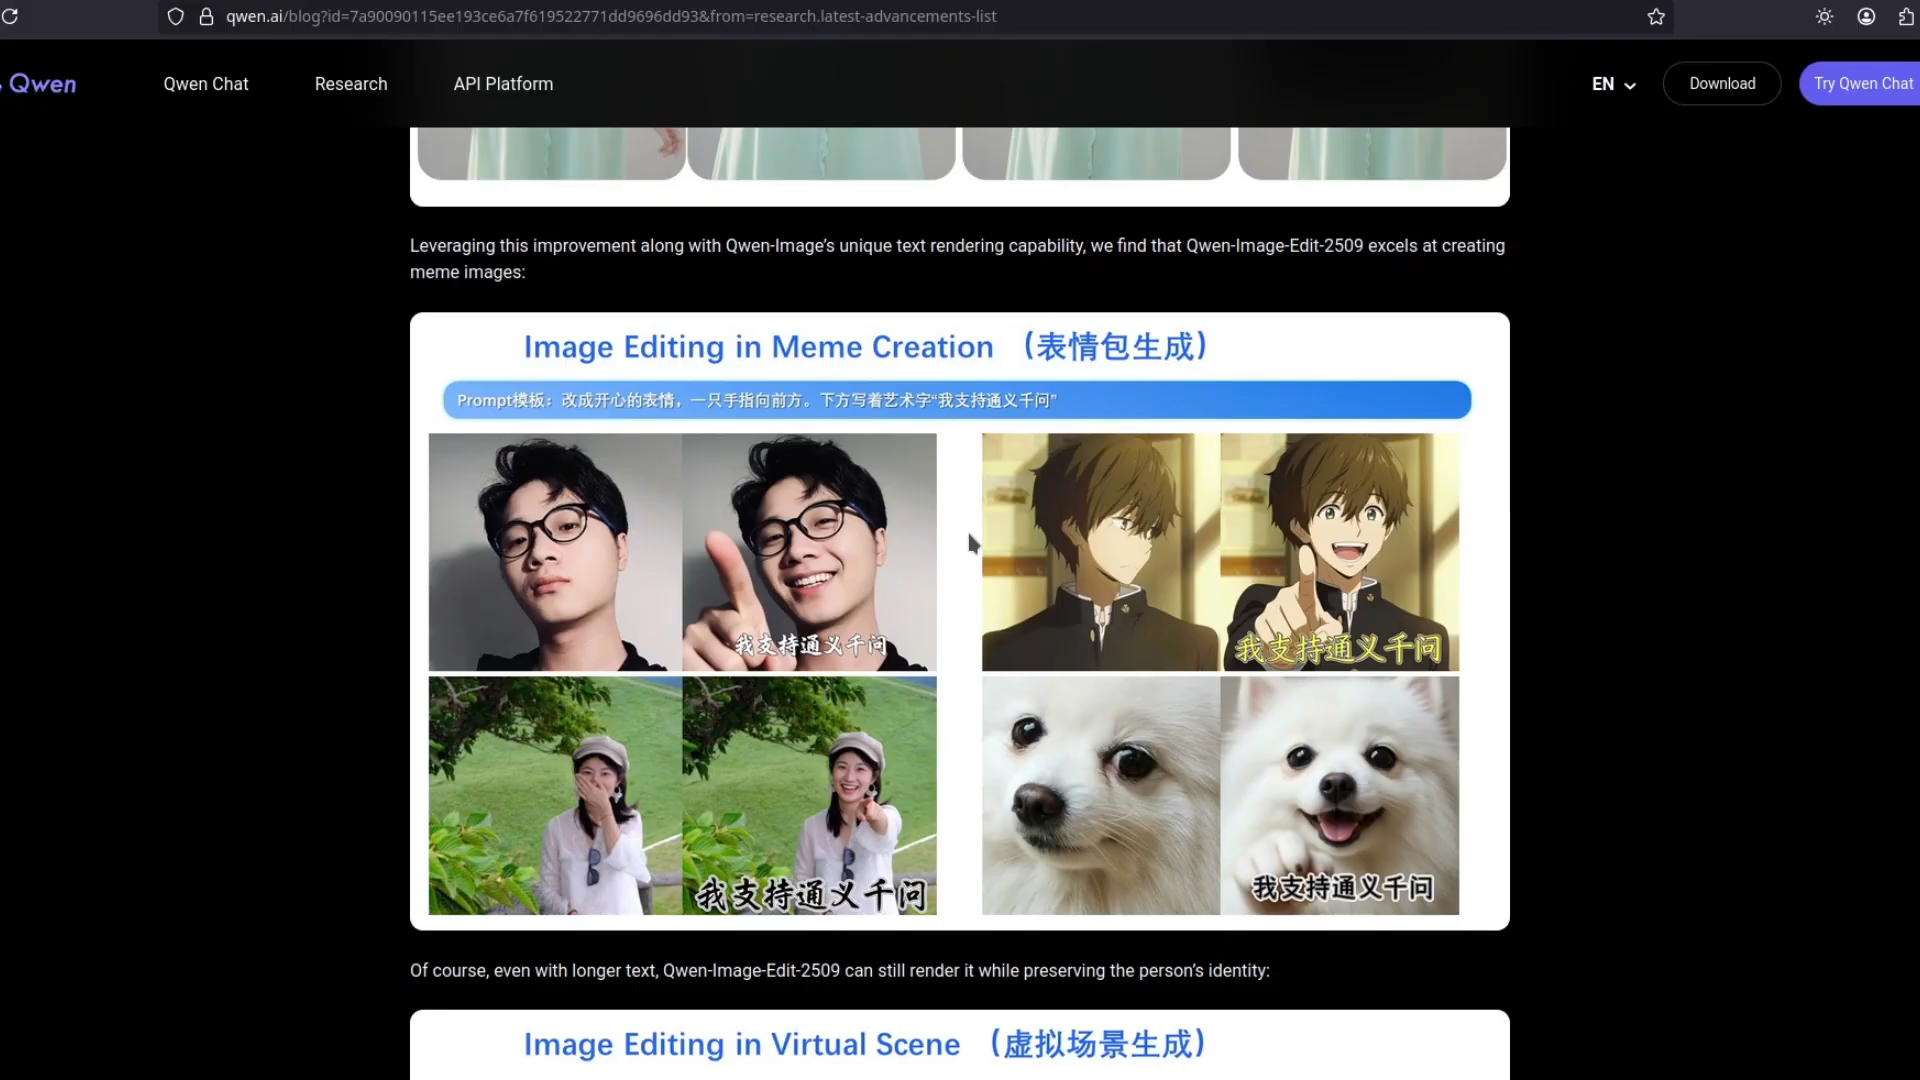 qwen.ai/blog?id=7a90090115ee193ce6a7f619522771dd9696dd93&from=research.latest-advancements-list
Qwen
Qwen Chat
Research
API Platform
EN
Download
Try Qwen Chat
Leveraging this improvement along with Qwen-Image’s unique text rendering capability, we find that Qwen-Image-Edit-2509 excels at creating
meme images:
Image Editing in Meme Creation （表情包生成）
Prompt模板：改成开心的表情，一只手指向前方。下方写着艺术字“我支持通义千问”
我支持通义千问
我支持通义千问
我支持通义千问
我支持通义千问
Of course, even with longer text, Qwen-Image-Edit-2509 can still render it while preserving the person’s identity:
Image Editing in Virtual Scene （虚拟场景生成）